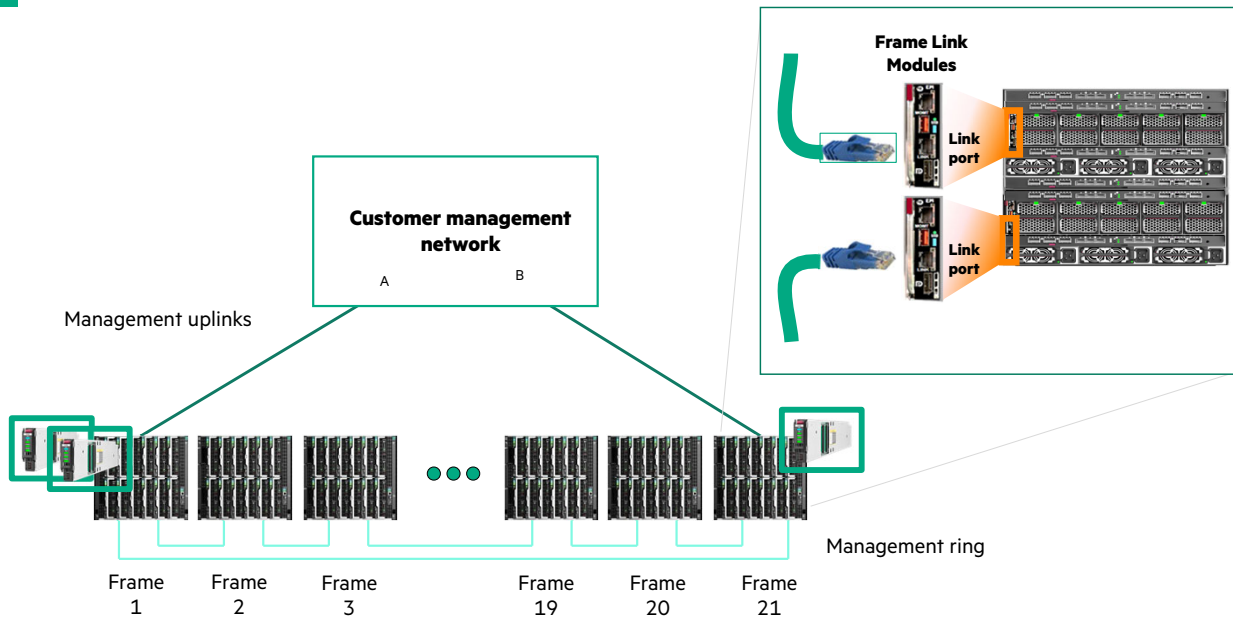 Frame Link
Modules
Link
port
Link
port
Customer management
network
A
B
Management uplinks
Management ring
Frame
1
Frame
2
Frame
3
Frame
19
Frame
20
Frame
21